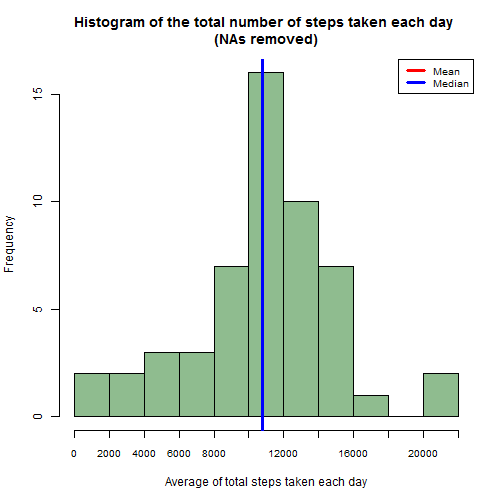 Histogram of the total number of steps taken each day
(NAs removed)
Mean
Median
Frequency
15
10
5
0
0 2000 4000 6000 8000 12000 16000 20000
Average of total steps taken each day